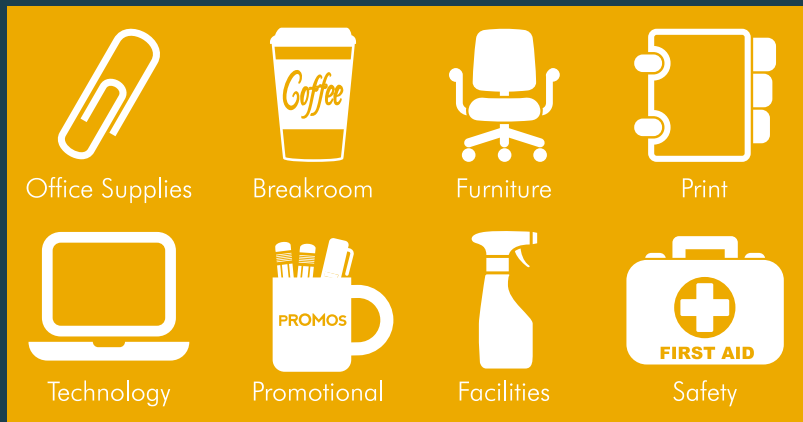 Coffee
Office Supplies
Breakroom
Furniture
Print
PROMOS
FIRST AID
Technology
Promotional
Facilities
Safety